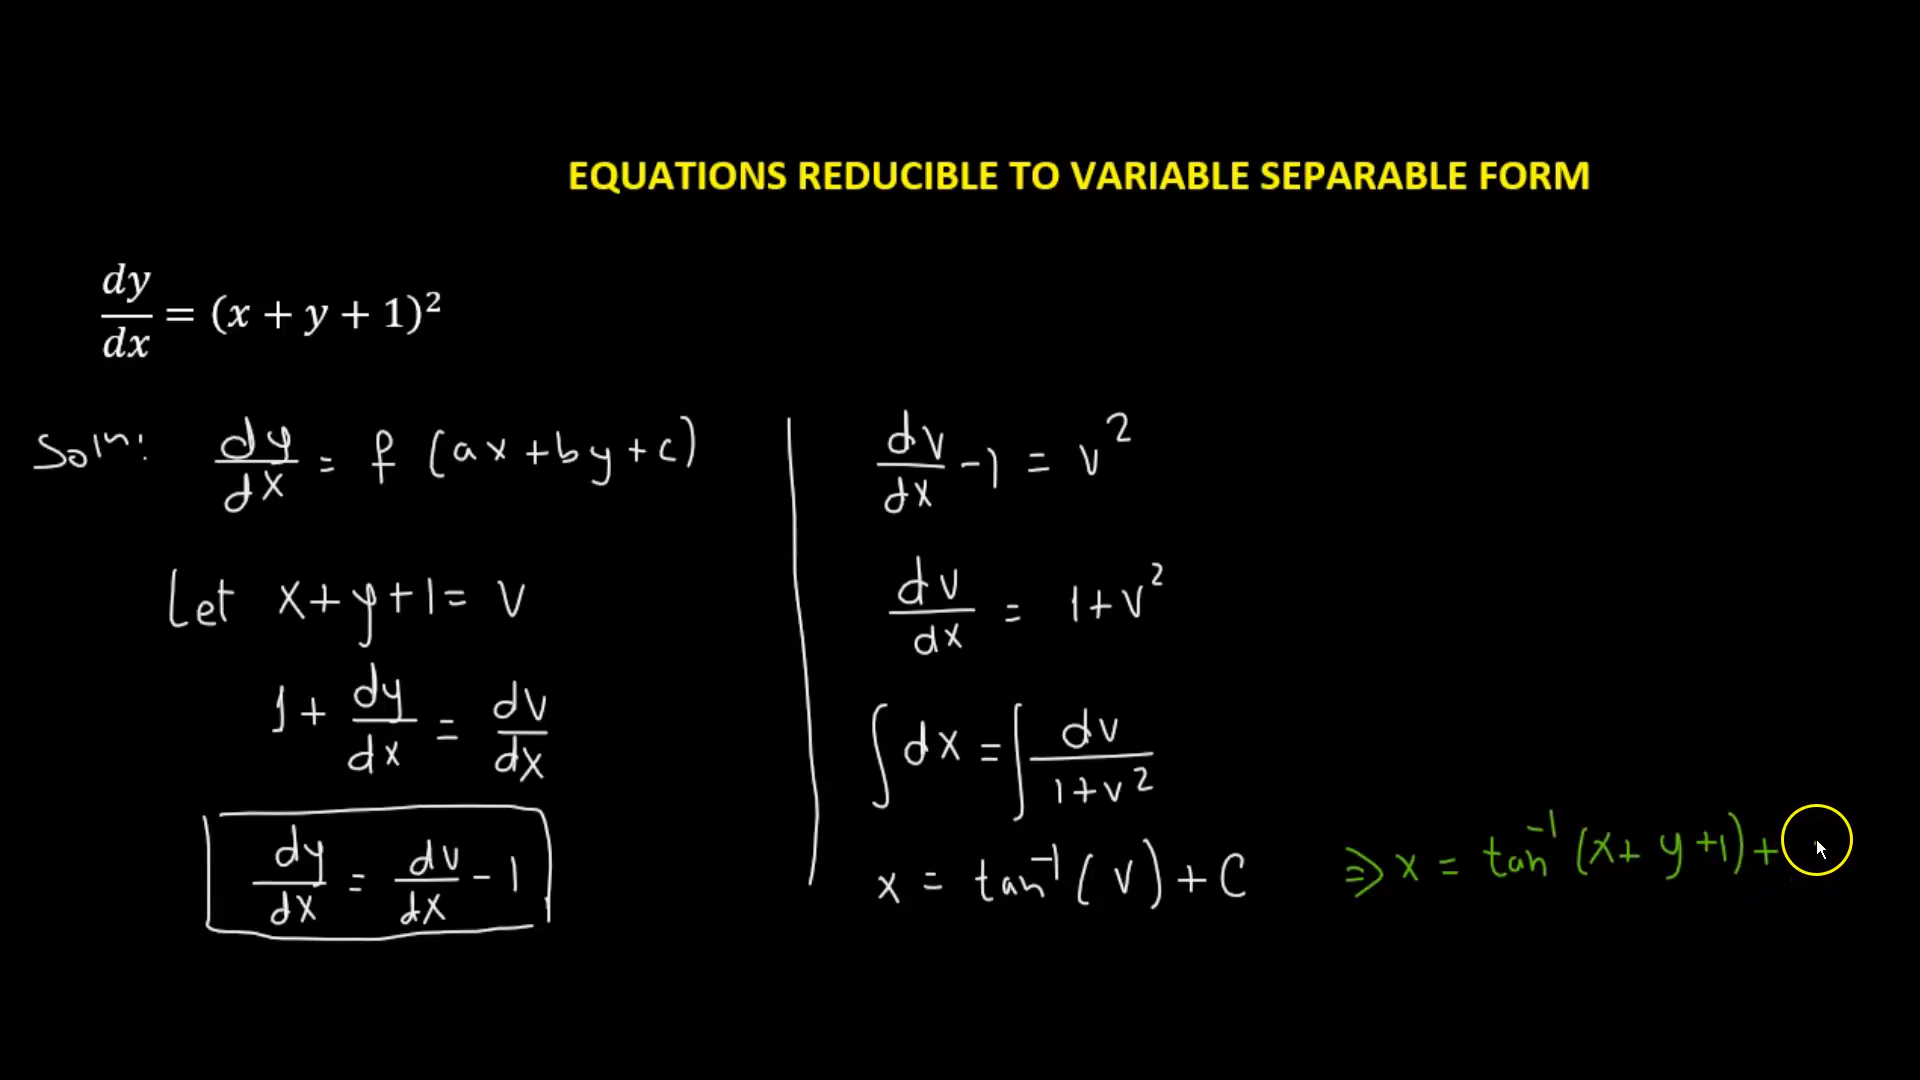 EQUATIONS REDUCIBLE TO VARIABLE SEPARABLE FORM
dy/dx = (x + y + 1)²
Soln: dy/dx = f (ax+by+c)
Let x+y+1= v
1+ dy/dx = dv/dx
dy/dx = dv/dx - 1
dv/dx -1 = v²
dv/dx = 1+v²
∫dx = ∫ dv/1+v²
x = tan⁻¹(v)+C
⇒ x = tan⁻¹(x+y+1)+